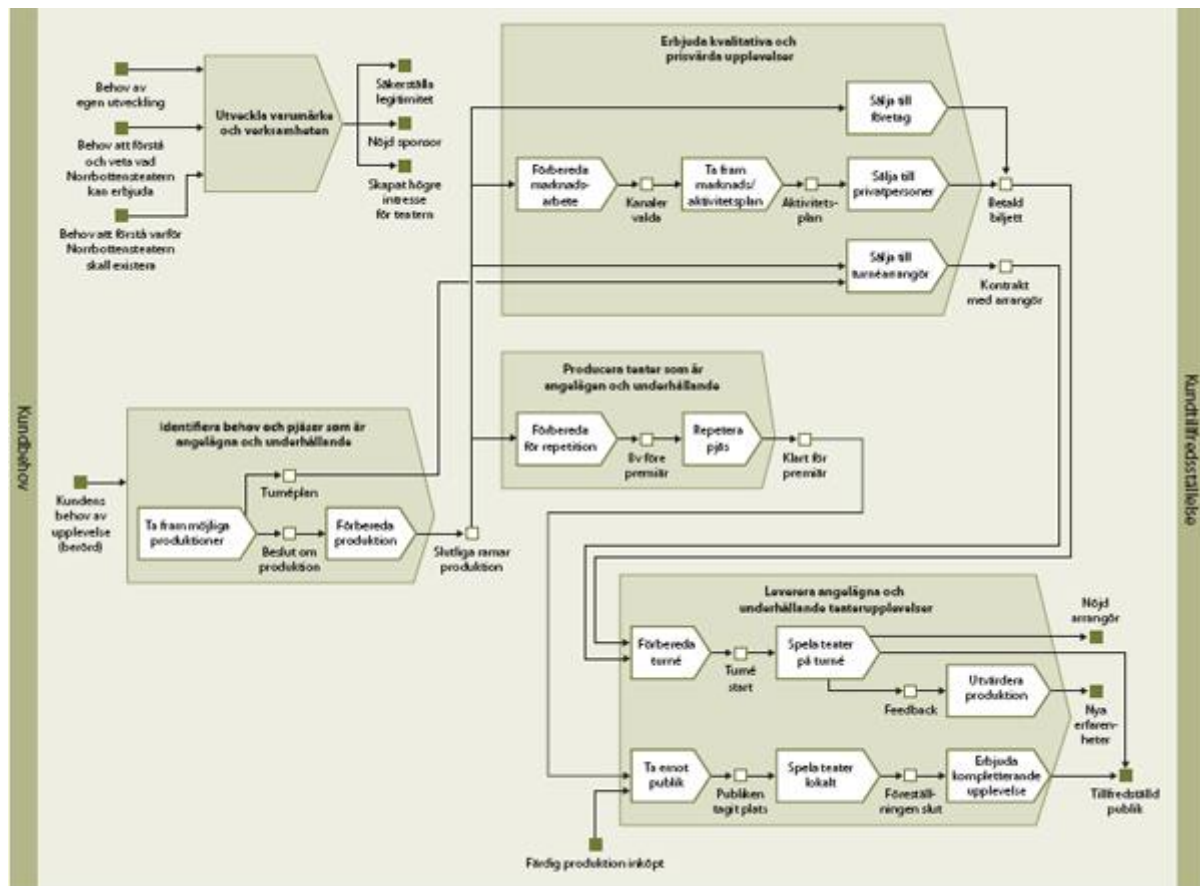 Kundbehov
Behov av
egen utveckling
Behov att förstå
och veta vad
Norrbottensteatern
kan erbjuda
Behov att förstå varför
Norrbottensteatern
skall existera
Utveckla varumärke
och verksamheten
Säkerställa
legitimitet
Nöjd sponsor
Skapat högre
intresse
för teatern
Erbjuda kvalitativa och
prisvärda upplevelser
Sälja till
företag
Förbereda
marknads-
arbete
Kanaler
valda
Ta fram
marknads/
aktivitetsplan
Aktivitets-
plan
Sälja till
privatpersoner
Betald
biljett
Sälja till
turnéarrangör
Kontrakt
med arrangör
Producera teater som är
angelägen och underhållande
Förbereda
för repetition
8v före
premiär
Repetera
pjäs
Klart för
premiär
Identifiera behov och pjäser som är
angelägna och underhållande
Kundens
behov av
upplevelse
(berörd)
Ta fram möjliga
produktioner
Turnéplan
Beslut om
produktion
Förbereda
produktion
Slutliga ramar
produktion
Leverera angelägna och
underhållande teaterupplevelser
Förbereda
turné
Turné
start
Spela teater
på turné
Nöjd
arrangör
Feedback
Utvärdera
produktion
Nya
erfaren-
heter
Ta emot
publik
Publiken
tagit plats
Spela teater
lokalt
Föreställ-
ningen slut
Erbjuda
kompletterande
upplevelse
Tillfredställd
publik
Färdig produktion inköpt
Kundtillfredsställelse